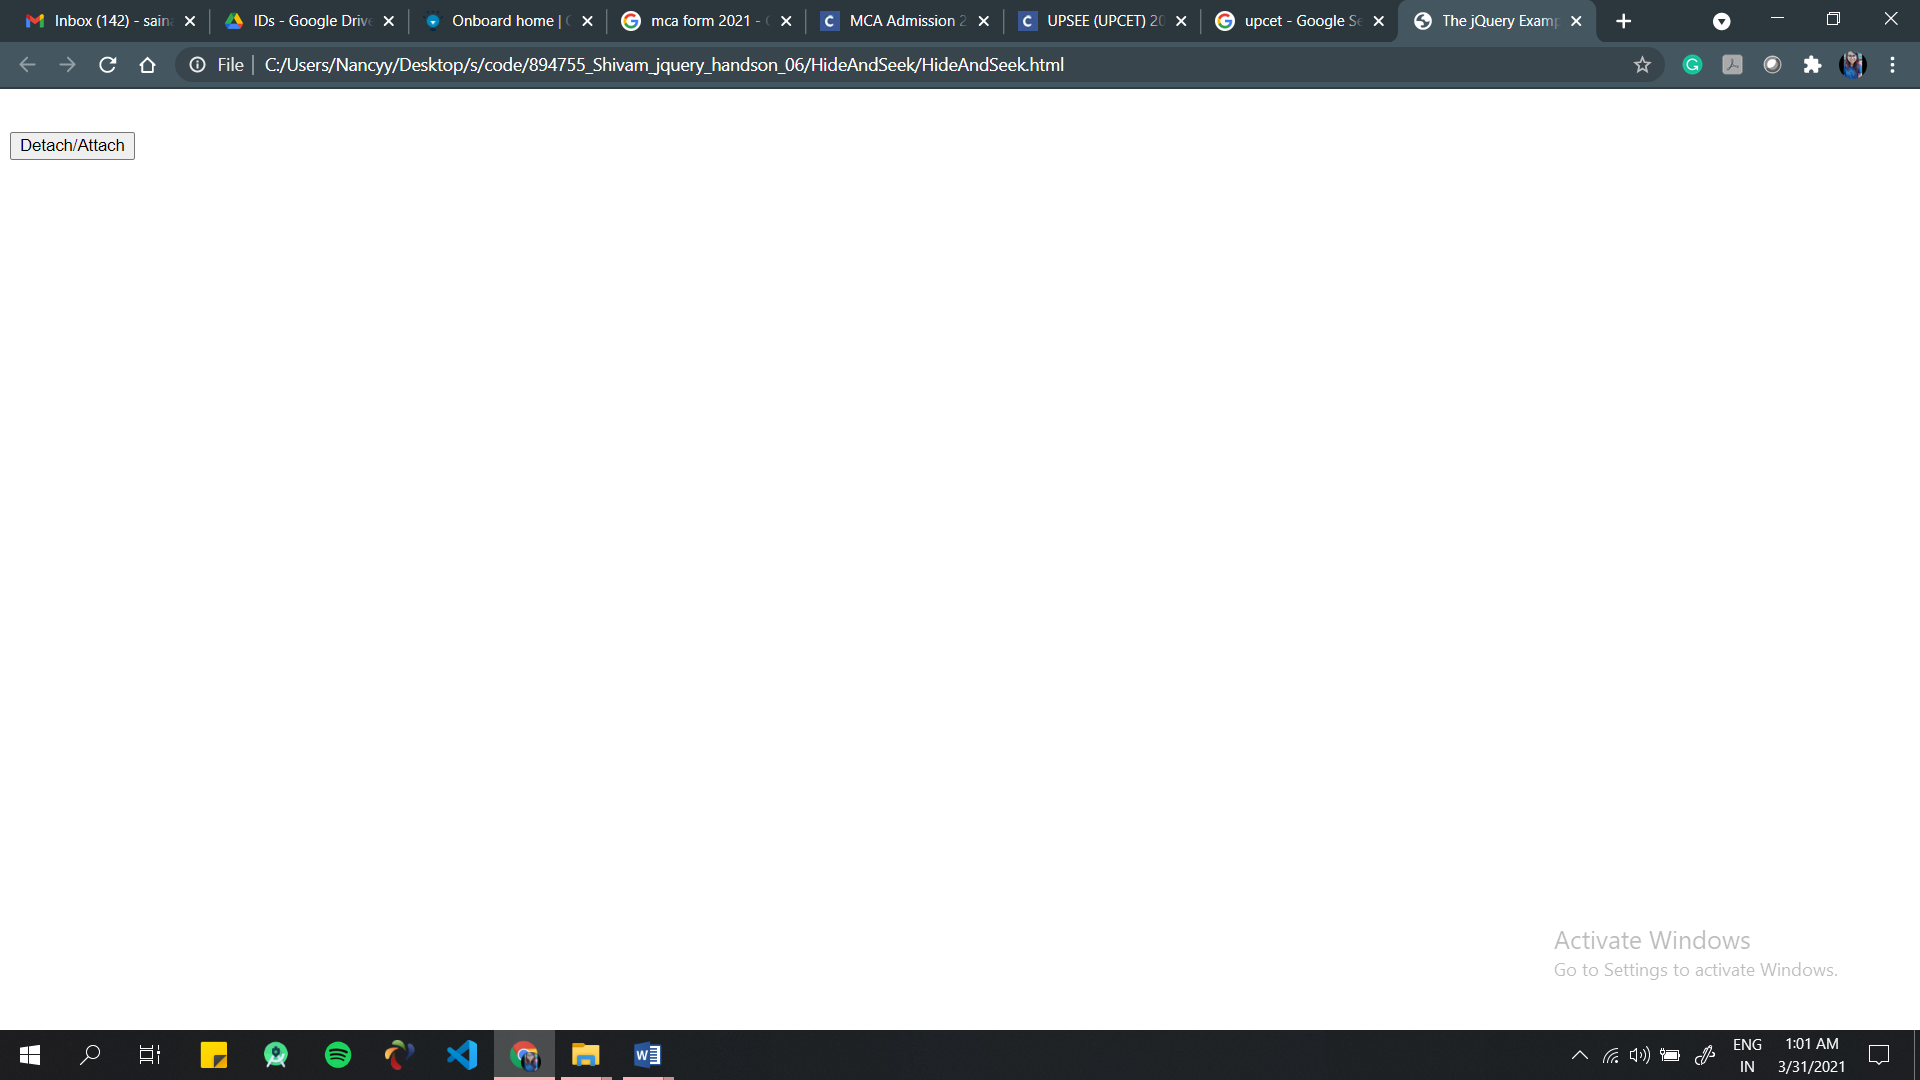 Inbox (142) - sain
IDs - Google Drive
Onboard home |
mca form 2021 -
MCA Admission 2
UPSEE (UPCET) 20
upcet - Google Se
The jQuery Examp
File
C:/Users/Nancyy/Desktop/s/code/894755_Shivam_jquery_handson_06/HideAndSeek/HideAndSeek.html
Detach/Attach
Activate Windows
Go to Settings to activate Windows.
ENG
IN
1:01 AM
3/31/2021